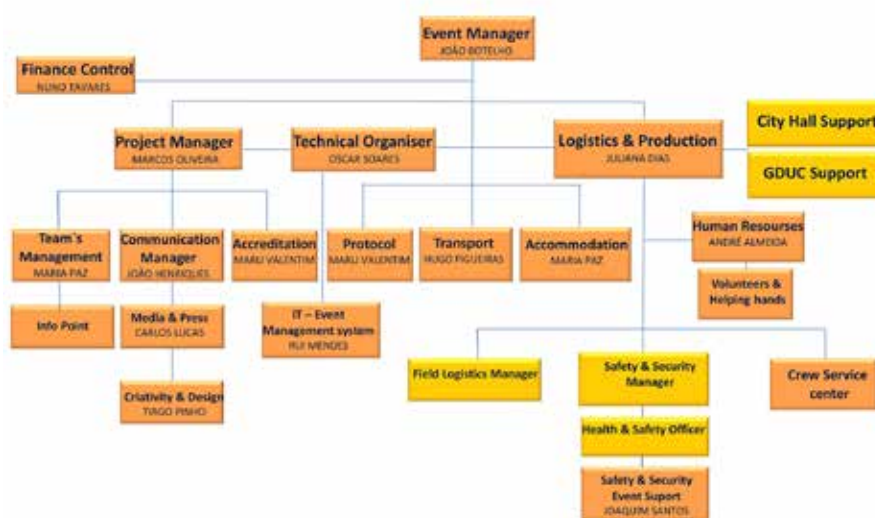 Event Manager
JOÃO BOTELHO
Finance Control
NUNO TAVARES
City Hall Support
Project Manager
MARCOS OLIVEIRA
Technical Organiser
OSCAR SOARES
Logistics & Production
JULIANA DIAS
GDUC Support
Human Resourses
ANDRÉ ALMEIDA
Team´s
Management
MARIA PAZ
Communication
Manager
JOÃO HENRIQUES
Accreditation
MARU VALENTIM
Protocol
MARU VALENTIM
Transport
HUGO FIGUEIRAS
Accommodation
MARIA PAZ
Volunteers &
Helping hands
Info Point
Media & Press
CARLOS LUCAS
IT – Event
Management system
RUI MENDES
Field Logistics Manager
Safety & Security
Manager
Crew Service
center
Criativity & Design
TIAGO PINHO
Health & Safety Officer
Safety & Security
Event Suport
JOAQUIM SANTOS